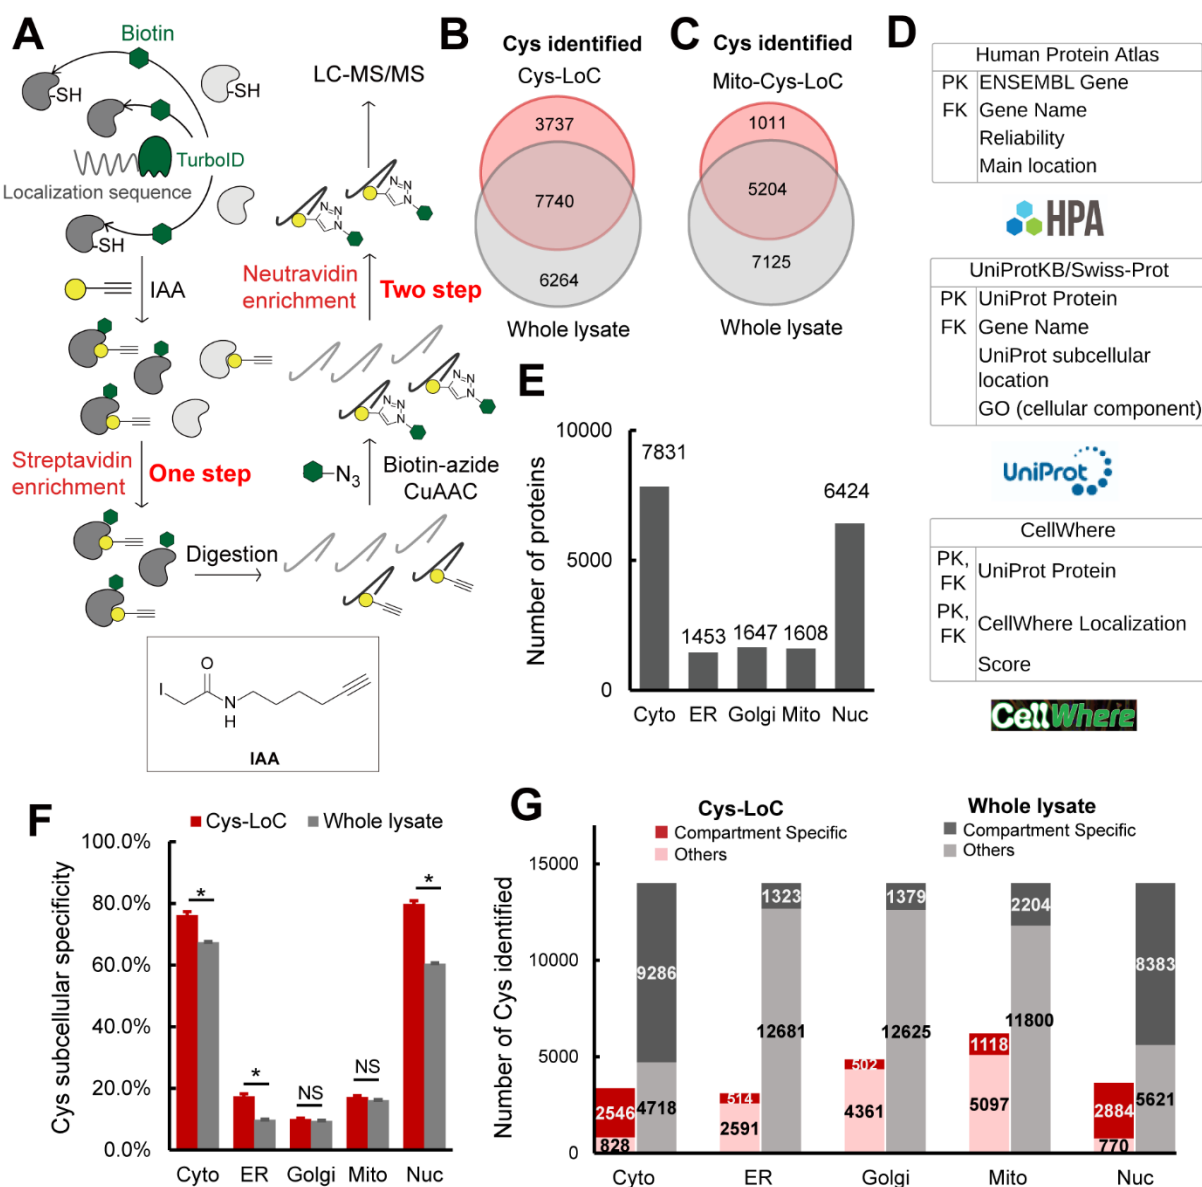 A
Biotin
SH
SH
TurboID
Localization sequence
SH
IAA
Streptavidin
enrichment
One step
Digestion
LC-MS/MS
N
N
N
N
N
N
Neutravidin
enrichment
Two step
N
N
N
N
N
N
N3
Biotin-azide
CuAAC
I
O
N
H
IAA
B
Cys identified
Cys-LoC
3737
7740
6264
Whole lysate
C
Cys identified
Mito-Cys-LoC
1011
5204
7125
Whole lysate
D
Human Protein Atlas
PK ENSEMBL Gene
FK Gene Name
Reliability
Main location
HPA
UniProtKB/Swiss-Prot
PK UniProt Protein
FK Gene Name
UniProt subcellular
location
GO (cellular component)
UniProt
CellWhere
PK,
FK UniProt Protein
PK,
FK CellWhere Localization
Score
CellWhere
E
Number of proteins
10000
5000
0
7831
1453
1647
1608
6424
Cyto ER Golgi Mito Nuc
F
Cys-LoC Whole lysate
Cys subcellular specificity
100.0%
80.0%
60.0%
40.0%
20.0%
0.0%
*
*
NS
NS
*
Cyto ER Golgi Mito Nuc
G
Cys-LoC
Compartment Specific
Others
Whole lysate
Compartment Specific
Others
Number of Cys identified
15000
10000
5000
0
2546
828
9286
4718
514
2591
1323
12681
502
4361
1379
12625
1118
5097
2204
11800
2884
770
8383
5621
Cyto ER Golgi Mito Nuc